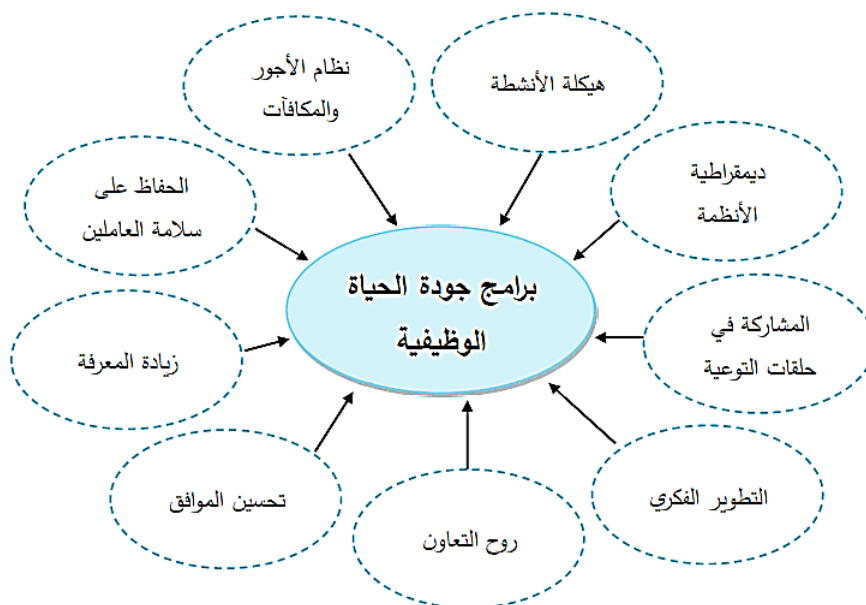 هيكلة الأنشطة
نظام الأجور
والمكافآت
ديمقراطية
الأنظمة
الحفاظ على
سلامة العاملين
برامج جودة الحياة
الوظيفية
المشاركة في
حلقات التوعية
زيادة المعرفة
التطوير الفكري
تحسين الموافق
روح التعاون